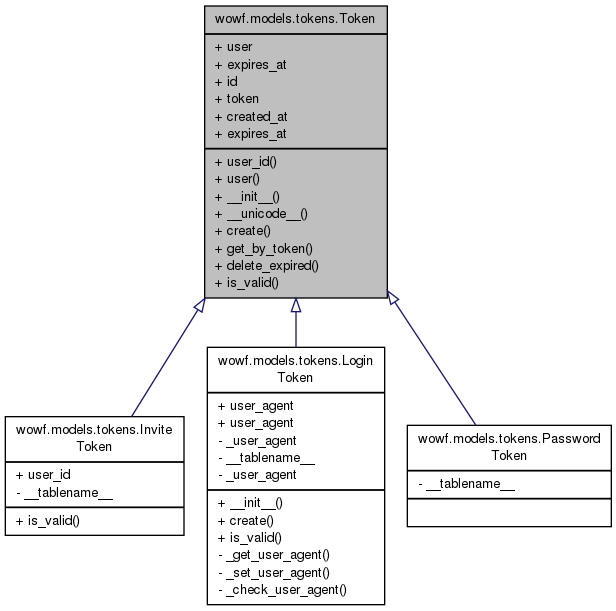 wowf.models.tokens.Token
+ user
+ expires_at
+ id
+ token
+ created_at
+ expires_at
+ user_id()
+ user()
+ __init__()
+ __unicode__()
+ create()
+ get_by_token()
+ delete_expired()
+ is_valid()
wowf.models.tokens.Invite
Token
+ user_id
- __tablename__
+ is_valid()
wowf.models.tokens.Login
Token
+ user_agent
+ user_agent
- _user_agent
- __tablename__
- _user_agent
+ __init__()
+ create()
+ is_valid()
- _get_user_agent()
- _set_user_agent()
- _check_user_agent()
wowf.models.tokens.Password
Token
- __tablename__